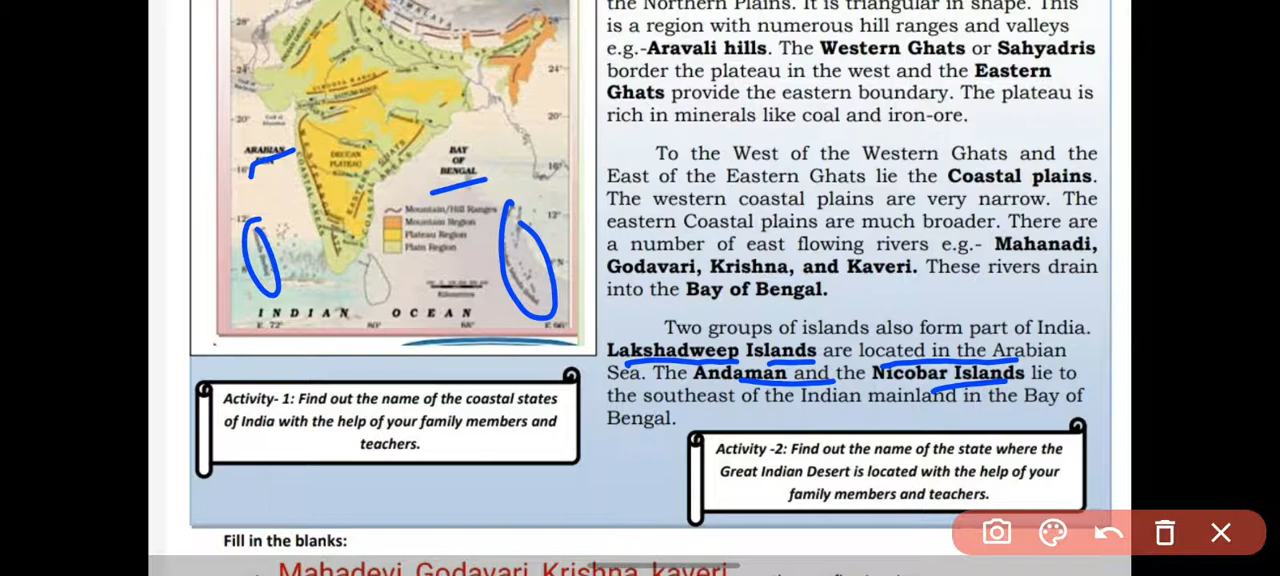 the Northern Plains. It is triangular in shape. This
is a region with numerous hill ranges and valleys
e.g.-Aravali hills. The Western Ghats or Sahyadris
border the plateau in the west and the Eastern
Ghats provide the eastern boundary. The plateau is
rich in minerals like coal and iron-ore.
To the West of the Western Ghats and the
East of the Eastern Ghats lie the Coastal plains.
The western coastal plains are very narrow. The
eastern Coastal plains are much broader. There are
a number of east flowing rivers e.g.- Mahanadi,
Godavari, Krishna, and Kaveri. These rivers drain
into the Bay of Bengal.
Two groups of islands also form part of India.
Lakshadweep Islands are located in the Arabian
Sea. The Andaman and the Nicobar Islands lie to
the southeast of the Indian mainland in the Bay of
Bengal.
24°
24°
20°
20°
ARABIAN
16°
16°
BAY
OF
BENGAL
DECCAN
PLATEAU
12°
12°
Mountain/Hill Ranges
Mountain Region
Plateau Region
Plain Region
INDIAN OCEAN
Activity- 1: Find out the name of the coastal states
of India with the help of your family members and
teachers.
Activity -2: Find out the name of the state where the
Great Indian Desert is located with the help of your
family members and teachers.
Fill in the blanks:
Mahadevi, Godavari, Krishna, kaveri